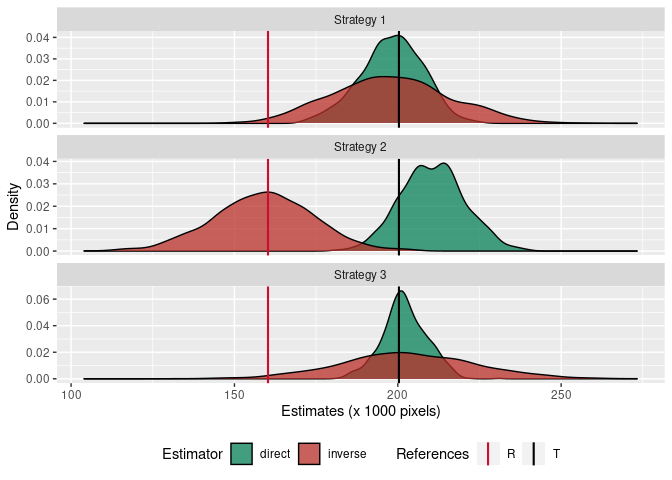 Strategy 1
0.04
0.03
0.02
0.01
0.00
Strategy 2
0.04
0.03
0.02
0.01
0.00
Density
Strategy 3
0.06
0.04
0.02
0.00
100 150 200 250
Estimates (x 1000 pixels)
Estimator direct inverse References R T